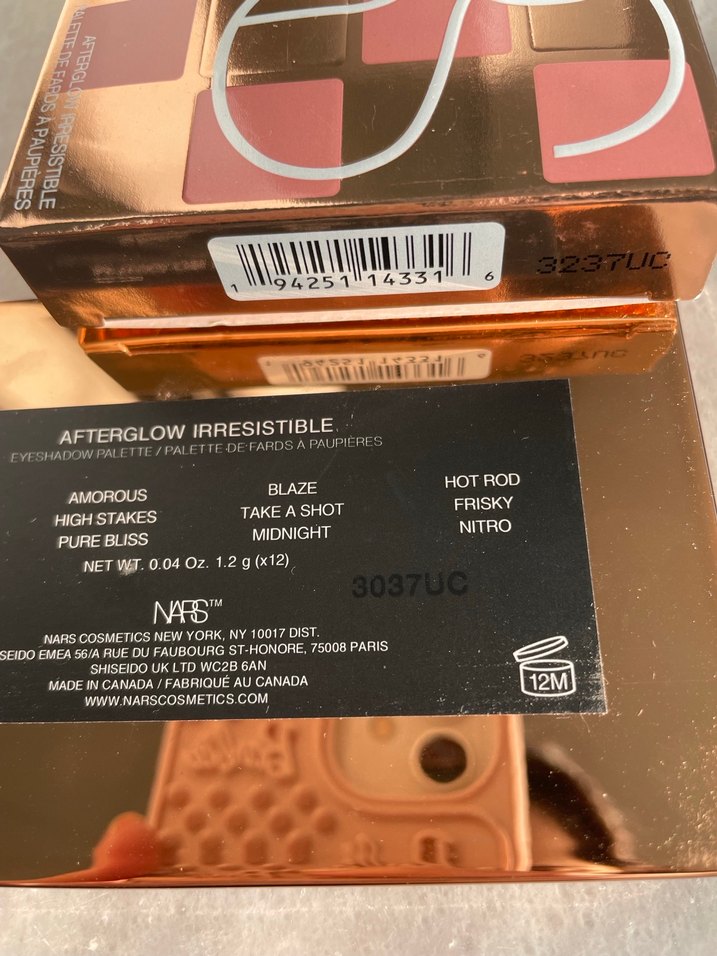 AFTERGLOW IRRESISTIBLE
PALETTE DE FARDS À PAUPIÈRES
1 94251 14331 6
3237UC
AFTERGLOW IRRESISTIBLE
EYESHADOW PALETTE / PALETTE DE FARDS À PAUPIÈRES
AMOROUS BLAZE HOT ROD
HIGH STAKES TAKE A SHOT FRISKY
PURE BLISS MIDNIGHT NITRO
NET WT. 0.04 Oz. 1.2 g (x12)
3037UC
NARS™
NARS COSMETICS NEW YORK, NY 10017 DIST.
SEIDO EMEA 56/A RUE DU FAUBOURG ST-HONORE, 75008 PARIS
SHISEIDO UK LTD WC2B 6AN
MADE IN CANADA / FABRIQUÉ AU CANADA
WWW.NARSCOSMETICS.COM
12M